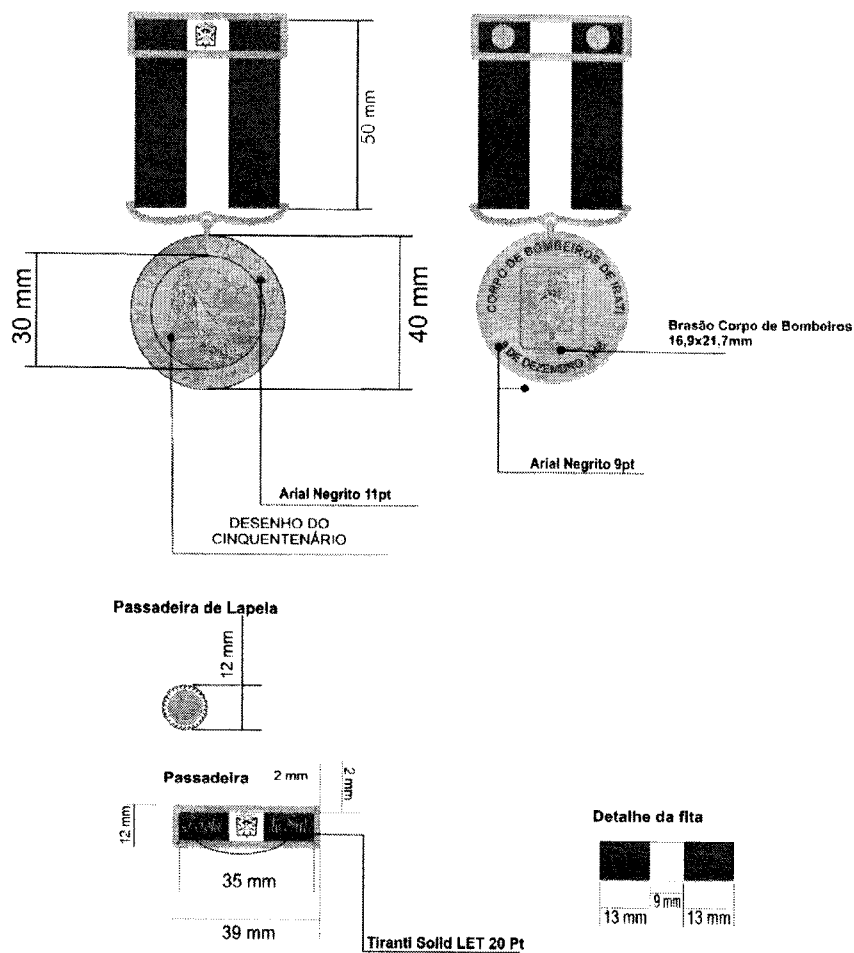 50 mm
30 mm
40 mm
CORPO DE BOMBEIROS DE IRATI
DE DEZEMBRO
Brasão Corpo de Bombeiros
16,9x21,7mm
Arial Negrito 9pt
Arial Negrito 11pt
DESENHO DO
CINQUENTENÁRIO
Passadeira de Lapela
12 mm
Passadeira
2 mm
2 mm
12 mm
35 mm
39 mm
Tiranti Solid LET 20 Pt
Detalhe da fita
9 mm
13 mm
13 mm